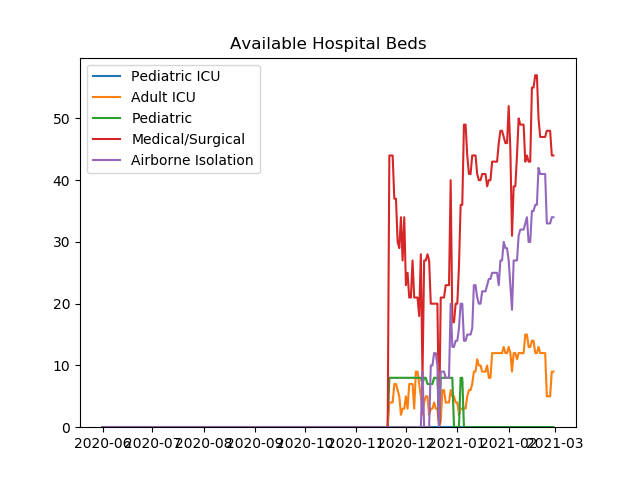 Available Hospital Beds
Pediatric ICU
Adult ICU
Pediatric
Medical/Surgical
Airborne Isolation
50
40
30
20
10
0
2020-06 2020-07 2020-08 2020-09 2020-10 2020-11 2020-12 2021-01 2021-02 2021-03